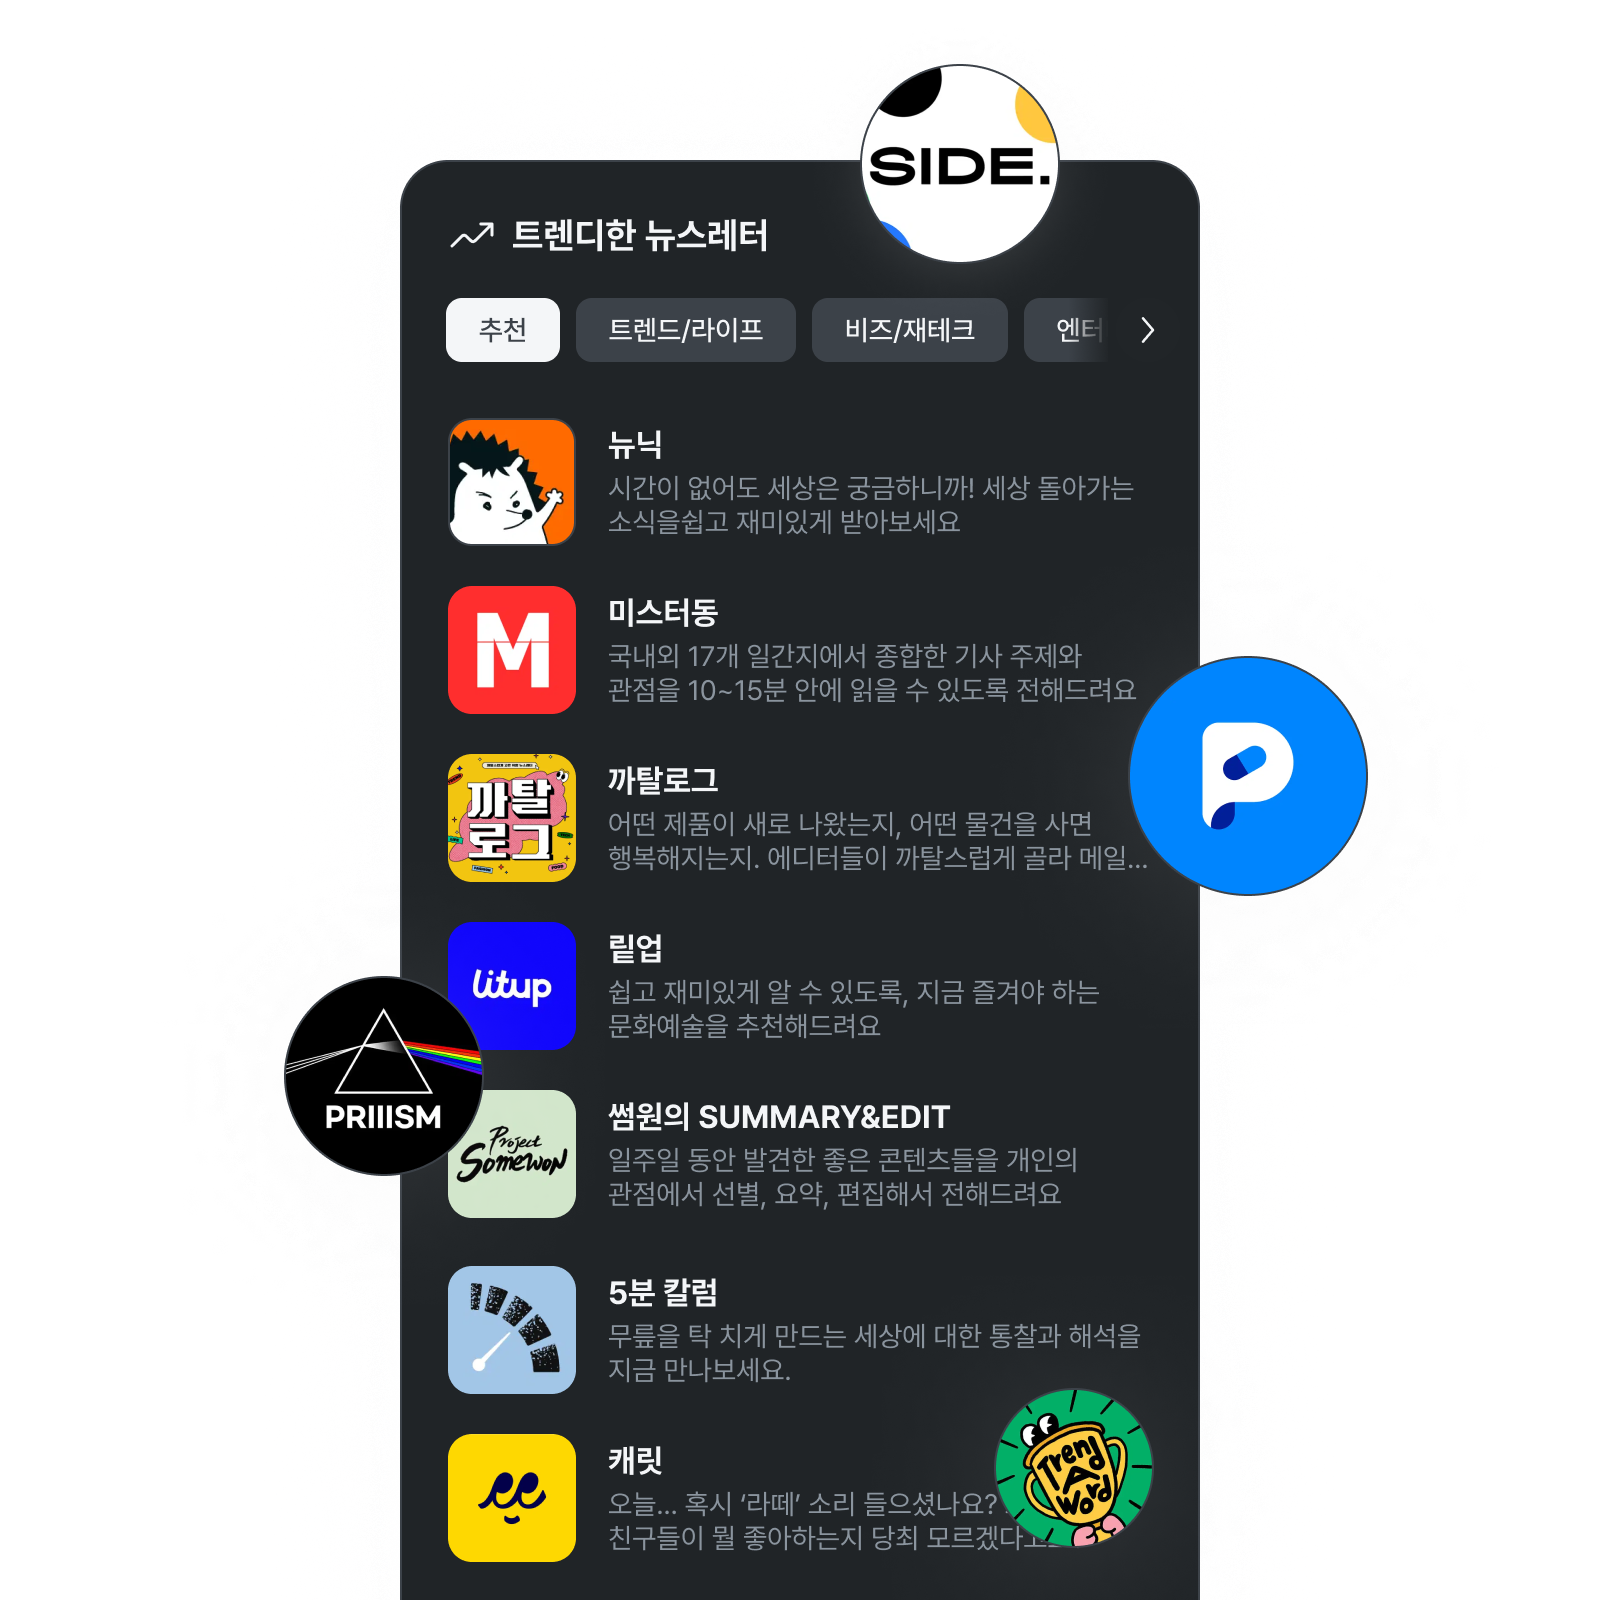 SIDE.
트렌디한 뉴스레터
추천
트렌드/라이프
비즈/재테크
엔터
뉴닉
시간이 없어도 세상은 궁금하니까! 세상 돌아가는
소식을쉽고 재미있게 받아보세요
M
미스터동
국내외 17개 일간지에서 종합한 기사 주제와
관점을 10~15분 안에 읽을 수 있도록 전해드려요
P
까탈
로그
까탈로그
어떤 제품이 새로 나왔는지, 어떤 물건을 사면
행복해지는지. 에디터들이 까탈스럽게 골라 메일...
litup
릩업
쉽고 재미있게 알 수 있도록, 지금 즐겨야 하는
문화예술을 추천해드려요
PRIIISM
Project
Somewon
썸원의 SUMMARY&EDIT
일주일 동안 발견한 좋은 콘텐츠들을 개인의
관점에서 선별, 요약, 편집해서 전해드려요
5분 칼럼
무릎을 탁 치게 만드는 세상에 대한 통찰과 해석을
지금 만나보세요.
캐릿
오늘... 혹시 ‘라떼’ 소리 들으셨나요?
친구들이 뭘 좋아하는지 당최 모르겠다고
Trend
A
Word